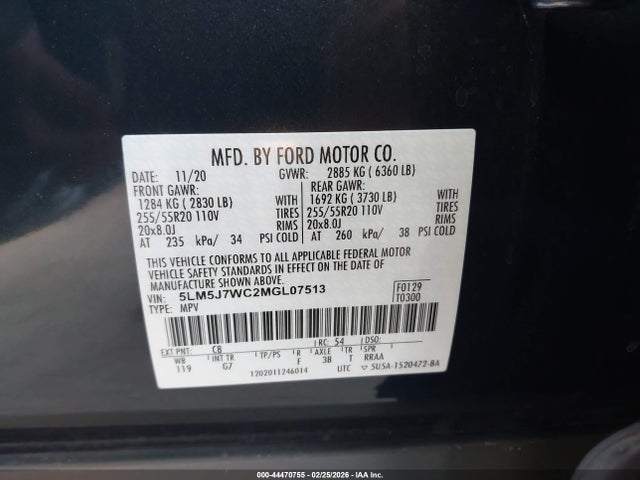 MFD. BY FORD MOTOR CO.
DATE: 11/20 GVWR: 2885 KG ( 6360 LB)
FRONT GAWR: REAR GAWR:
1284 KG ( 2830 LB) WITH 1692 KG ( 3730 LB) WITH
255/55R20 110V TIRES 255/55R20 110V TIRES
20x8.0J RIMS 20x8.0J RIMS
AT 235 kPa/ 34 PSI COLD AT 260 kPa/ 38 PSI COLD
THIS VEHICLE CONFORMS TO ALL APPLICABLE FEDERAL MOTOR
VEHICLE SAFETY STANDARDS IN EFFECT ON THE DATE OF
MANUFACTURE SHOWN ABOVE.
VIN: 5LM5J7WC2MGL07513 F0129
TYPE: MPV T0300
EXT PNT: C8 RC: 54 DSO:
WB INT TR TP/PS R AXLE TR SPR
119 G7 F 3B T RRAA
1202011246014 UTC ▽ 5U5A-1520472-BA
000-44470755 - 02/25/2026 - IAA Inc.